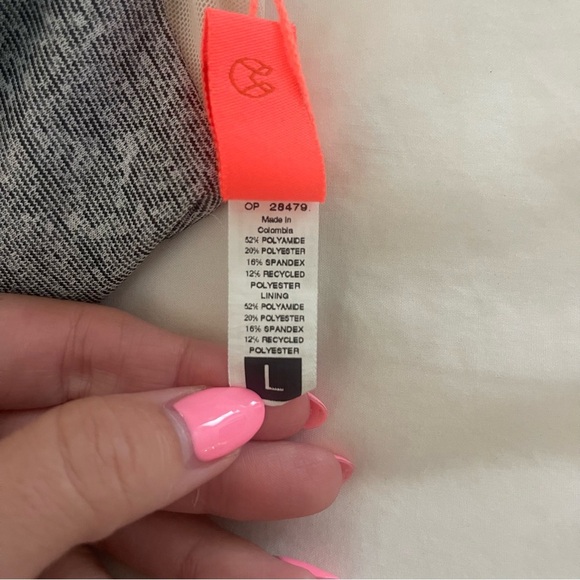 OP 28479
Made in
Colombia
52% POLYAMIDE
20% POLYESTER
16% SPANDEX
12% RECYCLED
POLYESTER
LINING
52% POLYAMIDE
20% POLYESTER
16% SPANDEX
12% RECYCLED
POLYESTER
L